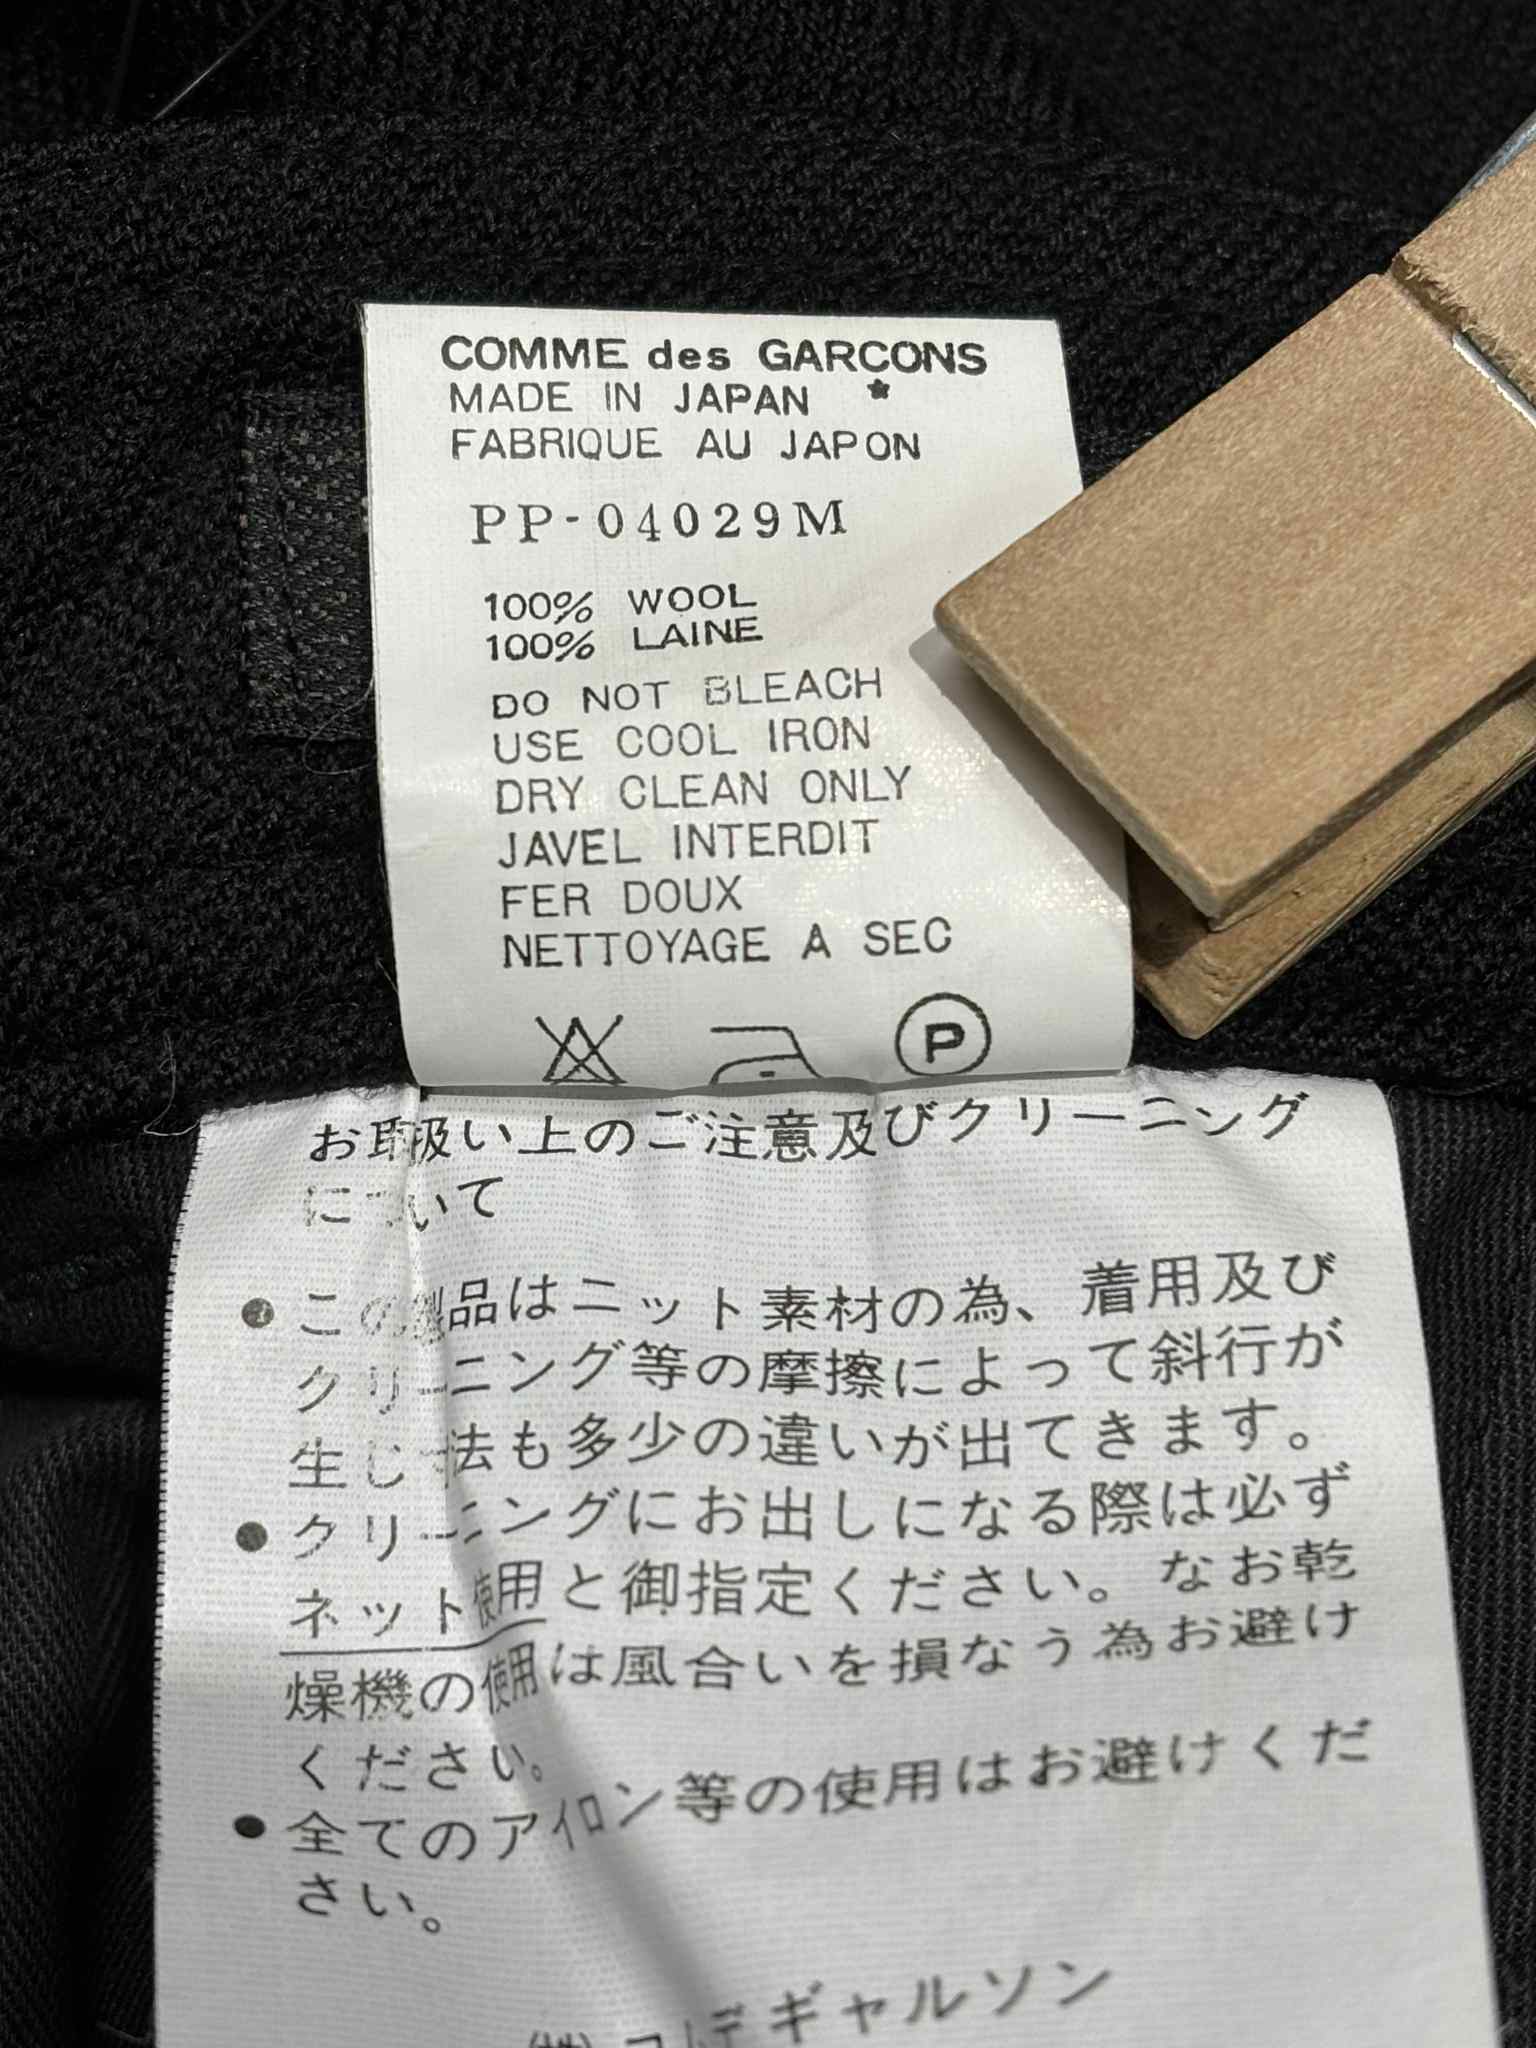 COMME des GARCONS
MADE IN JAPAN *
FABRIQUE AU JAPON
PP-04029M
100% WOOL
100% LAINE
DO NOT BLEACH
USE COOL IRON
DRY CLEAN ONLY
JAVEL INTERDIT
FER DOUX
NETTOYAGE A SEC
P
お取扱い上のご注意及びクリーニング
について
●この製品はニット素材の為、着用及び
クリーニング等の摩擦によって斜行が
生じ寸法も多少の違いが出てきます。
●クリーニングにお出しになる際は必ず
ネット使用と御指定ください。なお乾
燥機の使用は風合いを損なう為お避け
ください。
●全てのアイロン等の使用はお避けくだ
さい。
㈱コムデギャルソン